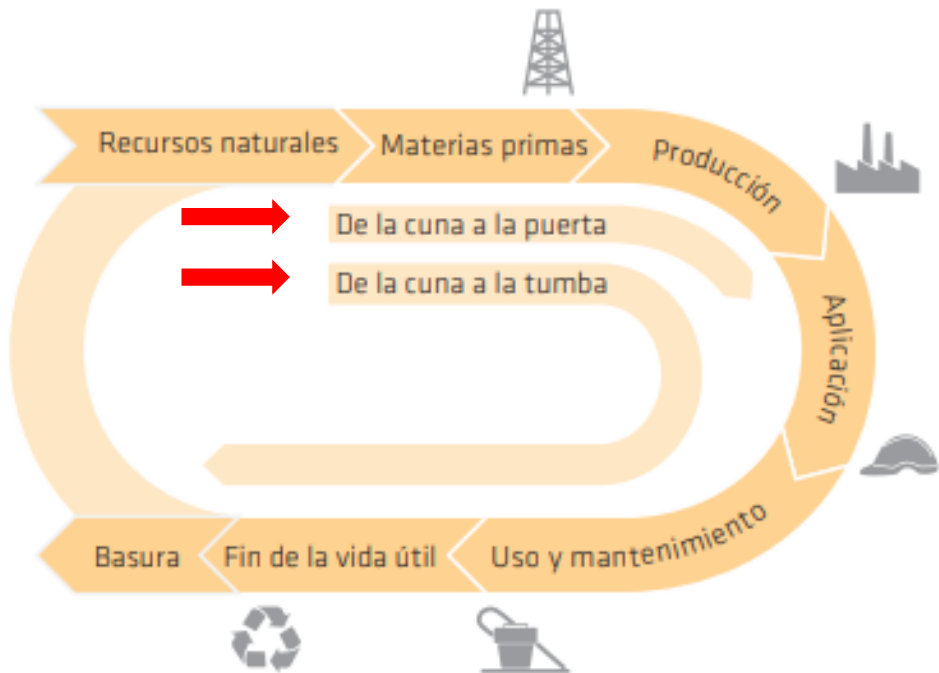 Recursos naturales
Materias primas
Producción
De la cuna a la puerta
De la cuna a la tumba
Aplicación
Uso y mantenimiento
Fin de la vida útil
Basura